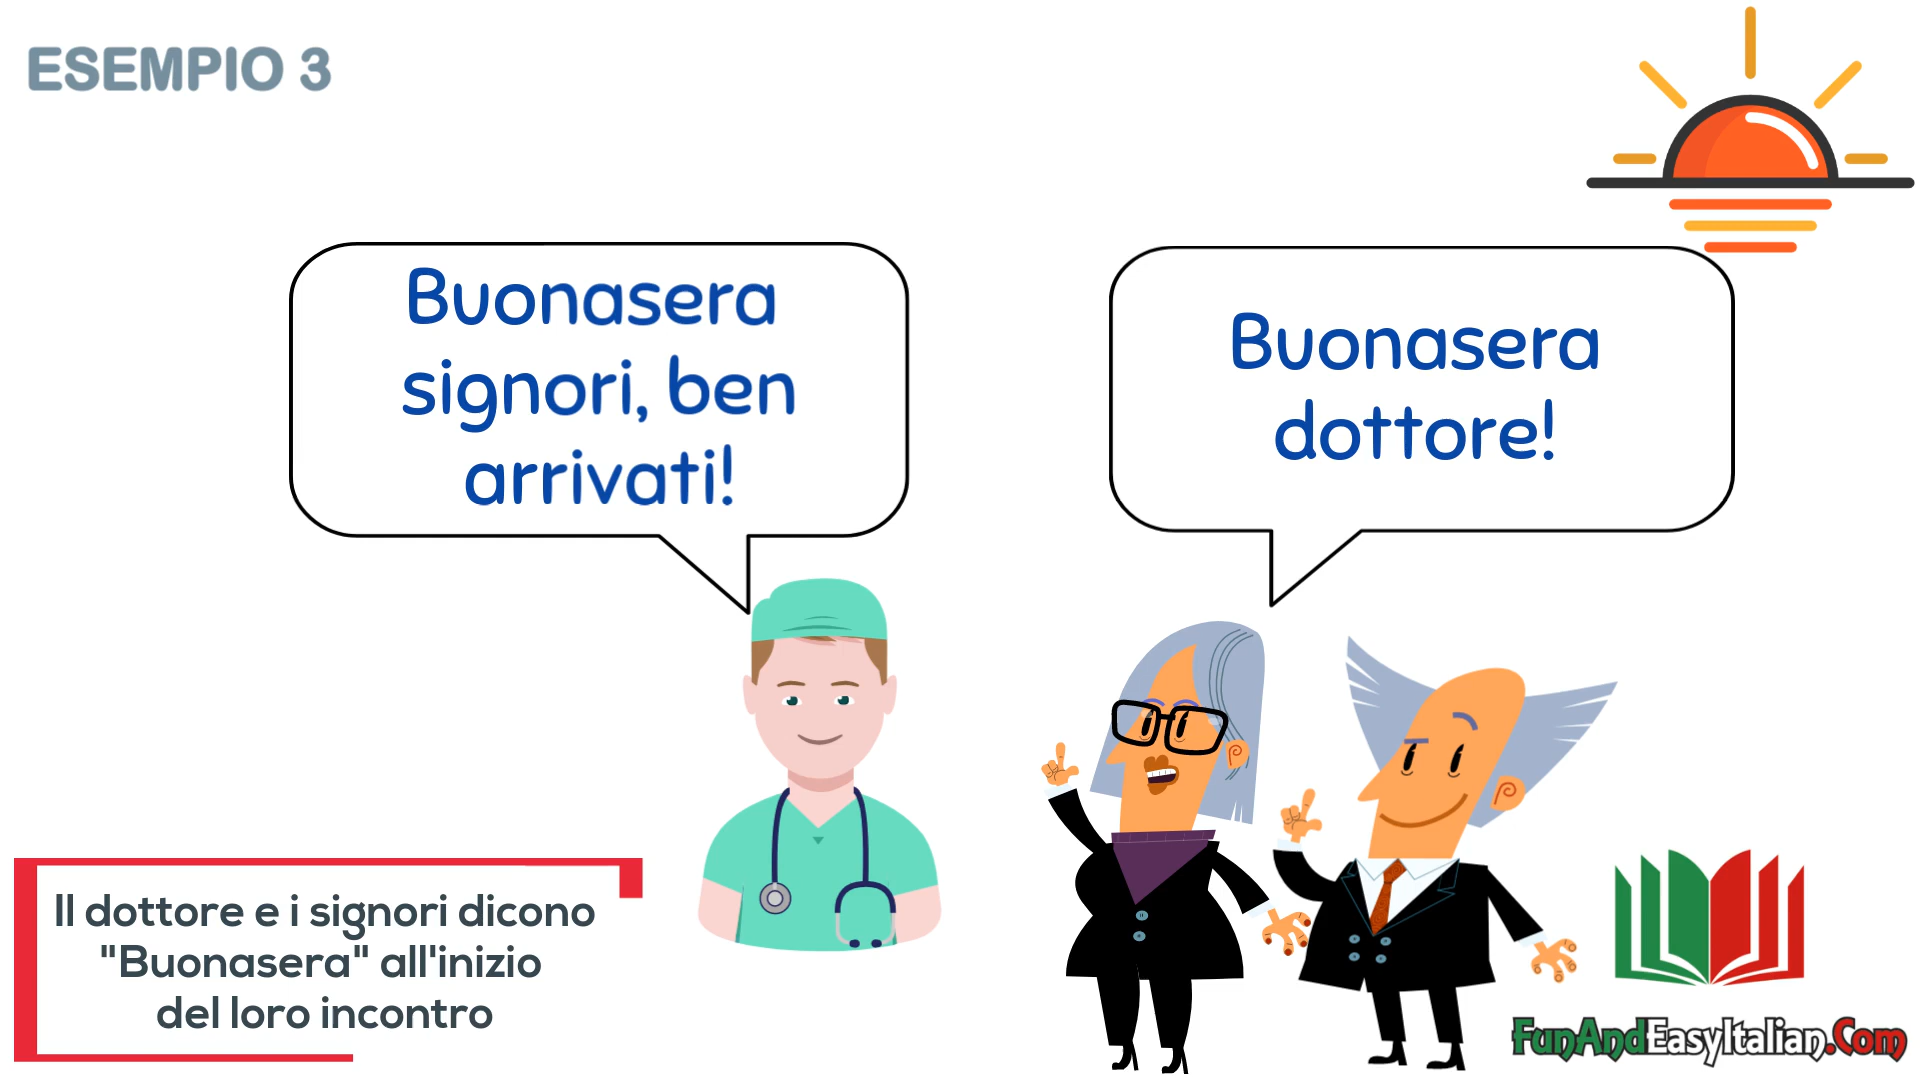 ESEMPIO 3
Buonasera
signori, ben
arrivati!
Buonasera
dottore!
Il dottore e i signori dicono
"Buonasera" all'inizio
del loro incontro
FunAndEasyItalian.Com